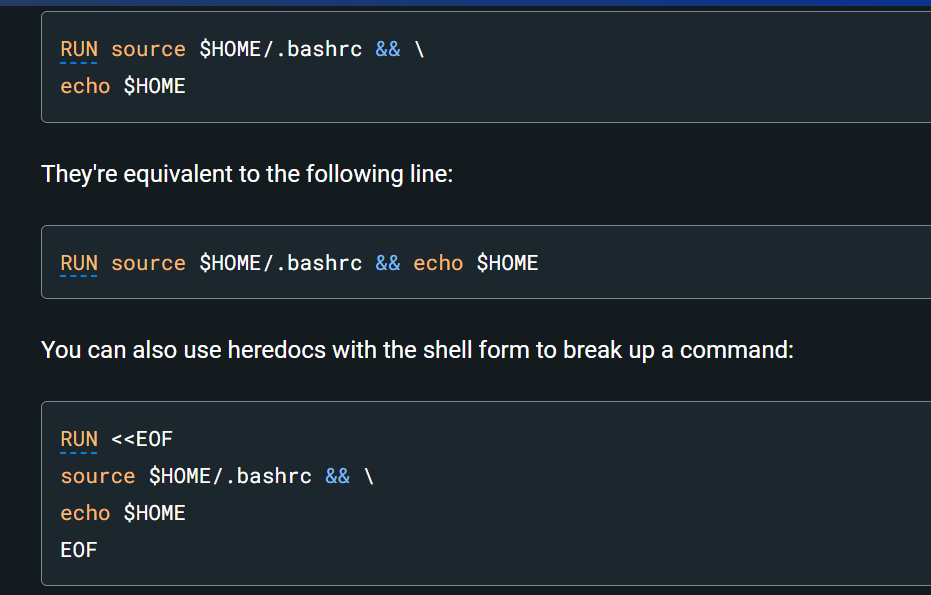 RUN source $HOME/.bashrc && \
echo $HOME
They're equivalent to the following line:
RUN source $HOME/.bashrc && echo $HOME
You can also use heredocs with the shell form to break up a command:
RUN <<EOF
source $HOME/.bashrc && \
echo $HOME
EOF